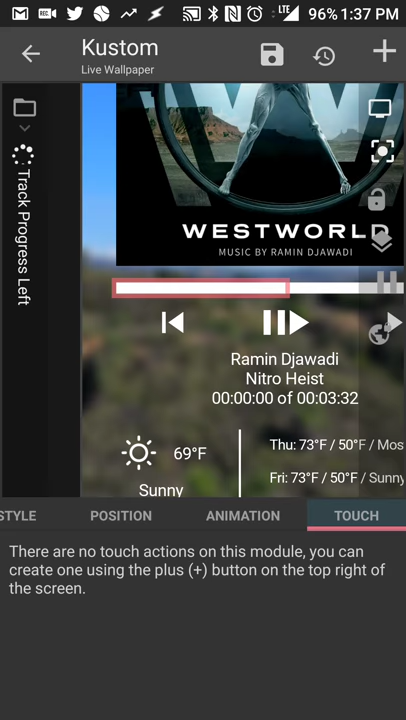 REC
LTE
96% 1:37 PM
Kustom
Live Wallpaper
Track Progress Left
WESTWORLD
MUSIC BY RAMIN DJAWADI
Ramin Djawadi
Nitro Heist
00:00:00 of 00:03:32
69°F
Sunny
Thu: 73°F / 50°F / Mos
Fri: 73°F / 50°F / Sunny
STYLE
POSITION
ANIMATION
TOUCH
There are no touch actions on this module, you can
create one using the plus (+) button on the top right of
the screen.